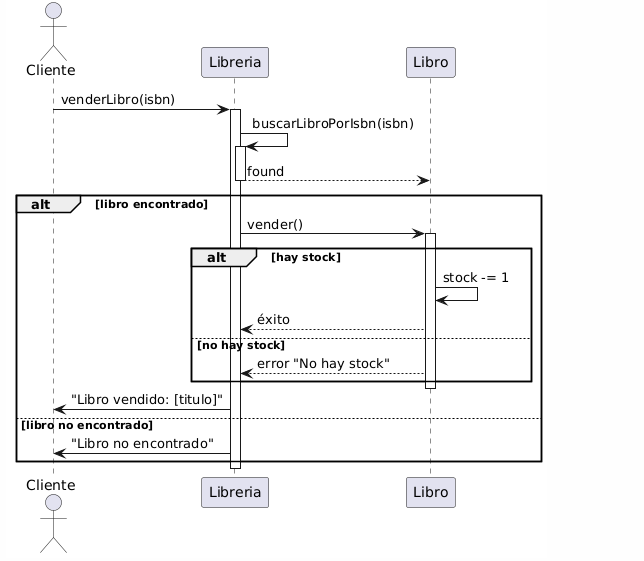 Cliente
Libreria
Libro
venderLibro(isbn)
buscarLibroPorIsbn(isbn)
found
alt [libro encontrado]
vender()
alt [hay stock]
stock -= 1
éxito
[no hay stock]
error "No hay stock"
"Libro vendido: [titulo]"
[libro no encontrado]
"Libro no encontrado"
Cliente
Libreria
Libro